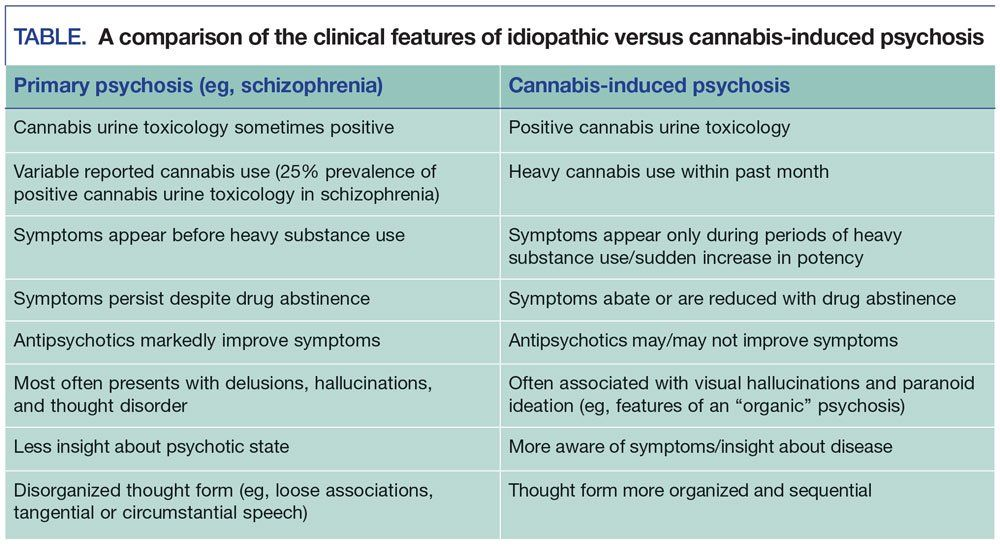 TABLE. A comparison of the clinical features of idiopathic versus cannabis-induced psychosis
Primary psychosis (eg, schizophrenia)
Cannabis-induced psychosis
Cannabis urine toxicology sometimes positive
Positive cannabis urine toxicology
Variable reported cannabis use (25% prevalence of
positive cannabis urine toxicology in schizophrenia)
Heavy cannabis use within past month
Symptoms appear before heavy substance use
Symptoms appear only during periods of heavy
substance use/sudden increase in potency
Symptoms persist despite drug abstinence
Symptoms abate or are reduced with drug abstinence
Antipsychotics markedly improve symptoms
Antipsychotics may/may not improve symptoms
Most often presents with delusions, hallucinations,
and thought disorder
Often associated with visual hallucinations and paranoid
ideation (eg, features of an “organic” psychosis)
Less insight about psychotic state
More aware of symptoms/insight about disease
Disorganized thought form (eg, loose associations,
tangential or circumstantial speech)
Thought form more organized and sequential